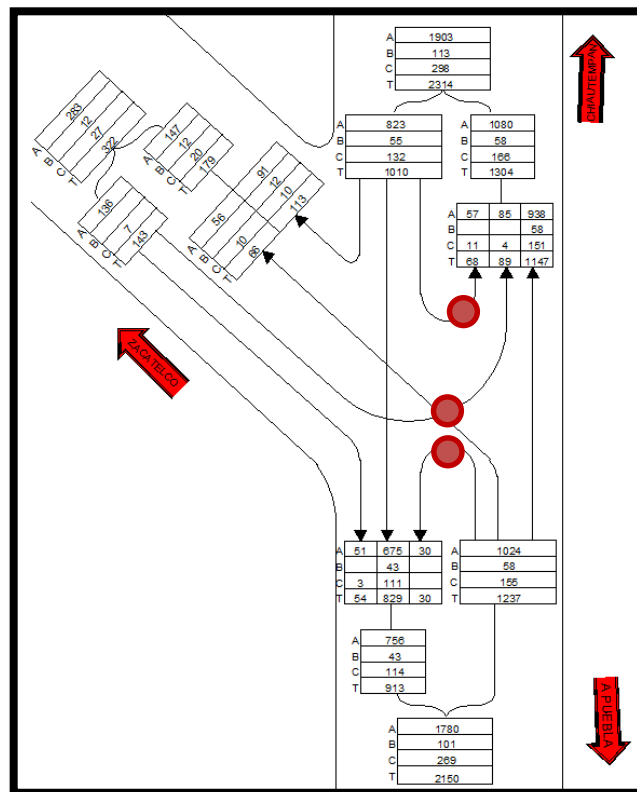 A 1903
B 113
C 298
T 2314
CHIAUTEMPAN
A 283
B 12
C 27
T 322
A 147
B 12
C 20
T 179
A 823
B 55
C 132
T 1010
A 1080
B 58
C 166
T 1304
A 56 91
B 12
C 10 10
T 66 113
A 136
B
C 7
T 143
A 57 85 938
B 58
C 11 4 151
T 68 89 1147
ZACATELCO
A 51 675 30
B 43
C 3 111
T 54 829 30
A 1024
B 58
C 155
T 1237
A 756
B 43
C 114
T 913
A PUEBLA
A 1780
B 101
C 269
T 2150